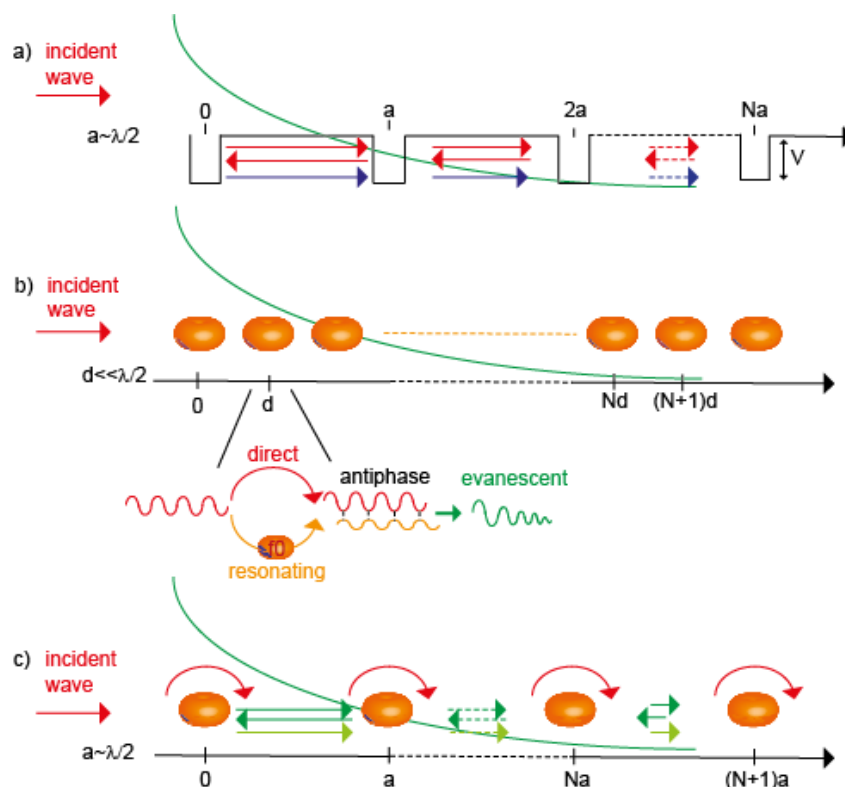 a) incident
wave
a~λ/2
0
a
2a
Na
V
b) incident
wave
d<<λ/2
0
d
Nd
(N+1)d
direct
antiphase
evanescent
f0
resonating
c) incident
wave
a~λ/2
0
a
Na
(N+1)a